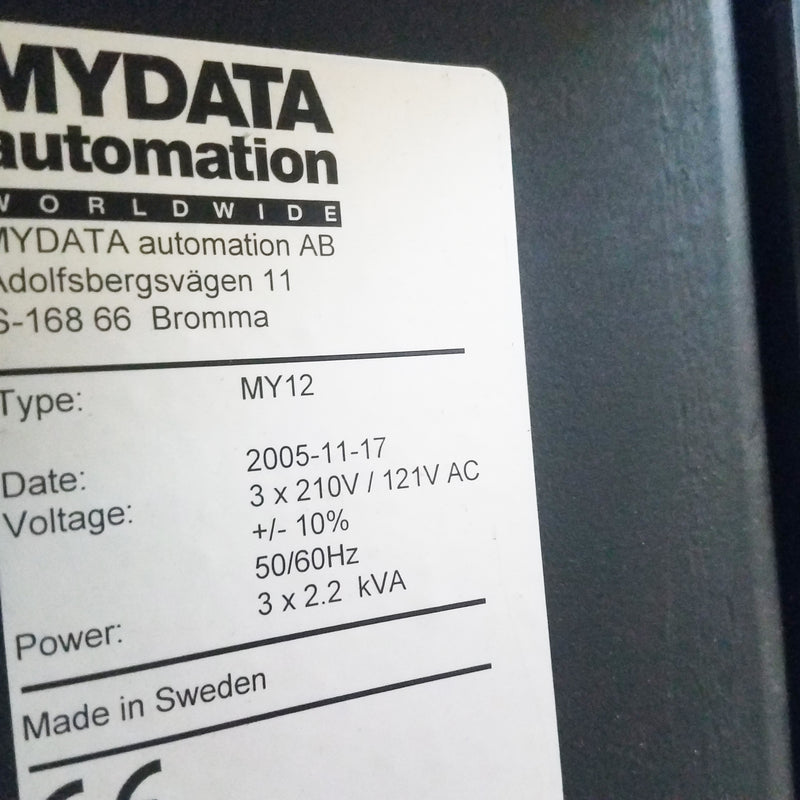 MYDATA
automation
WORLDWIDE
MYDATA automation AB
Adolfsbergsvägen 11
S-168 66 Bromma
Type: MY12
Date: 2005-11-17
Voltage: 3 x 210V / 121V AC
+/- 10%
50/60Hz
Power: 3 x 2.2 kVA
Made in Sweden
CE